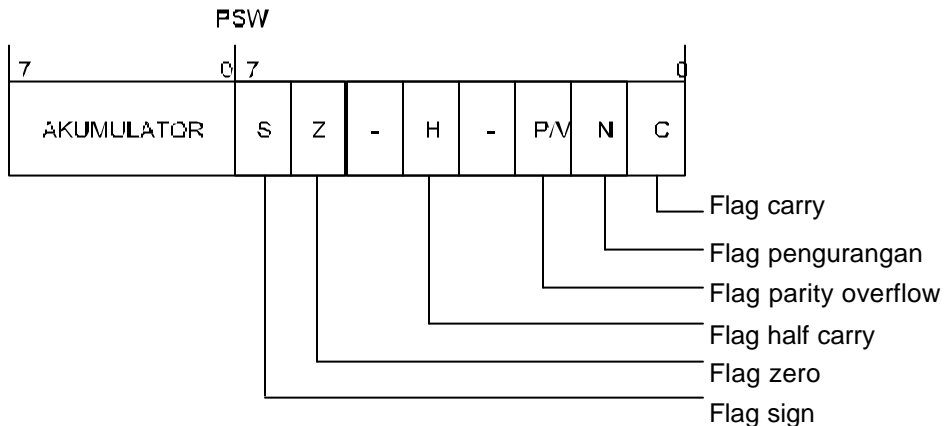 PSW
7 0 7 0
AKUMULATOR S Z - H - P/V N C
Flag carry
Flag pengurangan
Flag parity overflow
Flag half carry
Flag zero
Flag sign